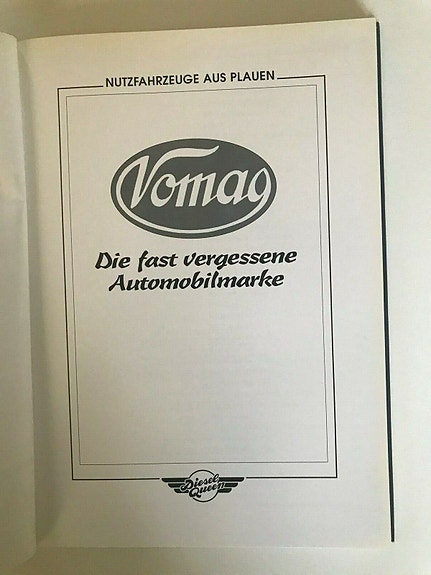 NUTZFAHRZEUGE AUS PLAUEN
Vomag
Die fast vergessene
Automobilmarke
Diesel
Queen